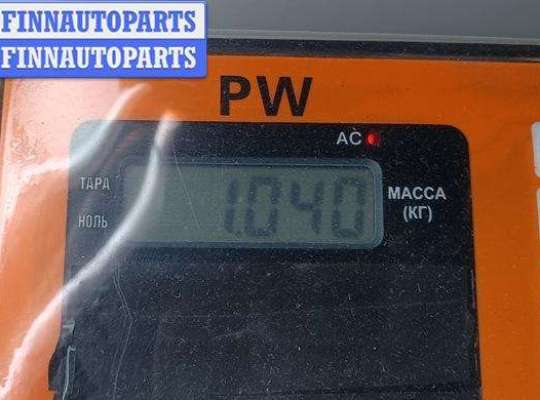 FINNAUTOPARTS
FINNAUTOPARTS
PW
AC
ТАРА
НОЛЬ
1.040
МАССА
(КГ)